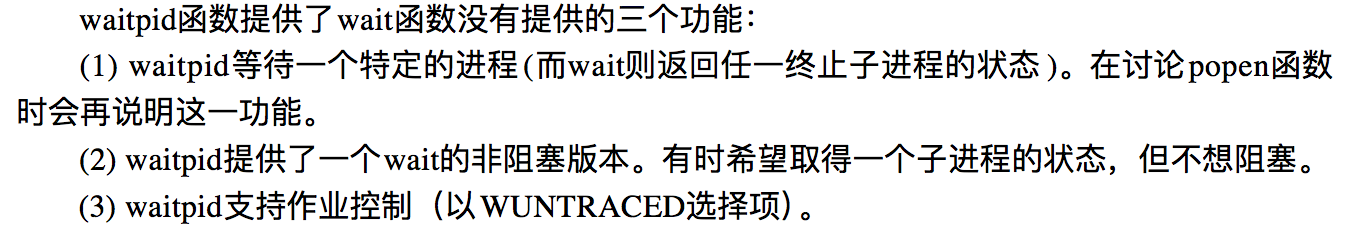 waitpid函数提供了wait函数没有提供的三个功能：
(1) waitpid等待一个特定的进程(而wait则返回任一终止子进程的状态)。在讨论popen函数
时会再说明这一功能。
(2) waitpid提供了一个wait的非阻塞版本。有时希望取得一个子进程的状态，但不想阻塞。
(3) waitpid支持作业控制（以WUNTRACED选择项）。